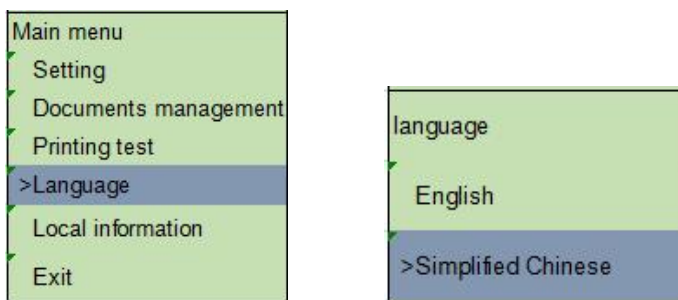 Main menu
Setting
Documents management
Printing test
>Language
Local information
Exit
language
English
>Simplified Chinese